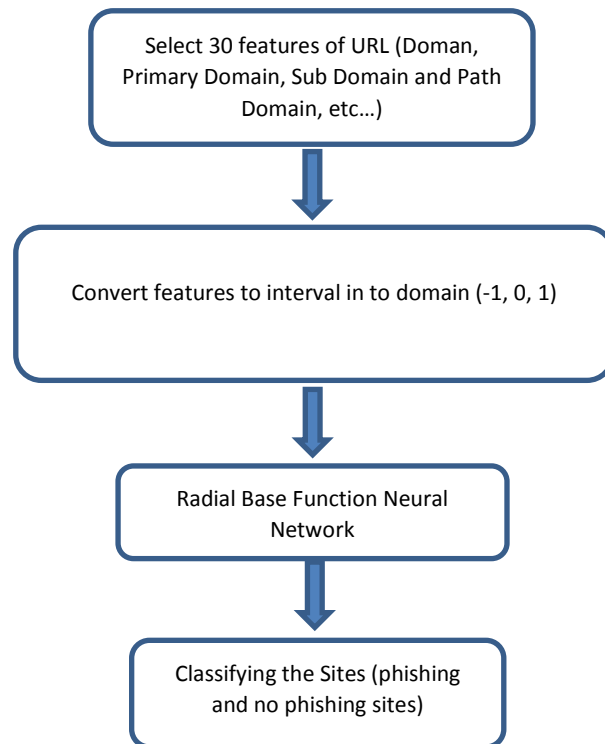 Select 30 features of URL (Doman,
Primary Domain, Sub Domain and Path
Domain, etc…)
Convert features to interval in to domain (-1, 0, 1)
Radial Base Function Neural
Network
Classifying the Sites (phishing
and no phishing sites)